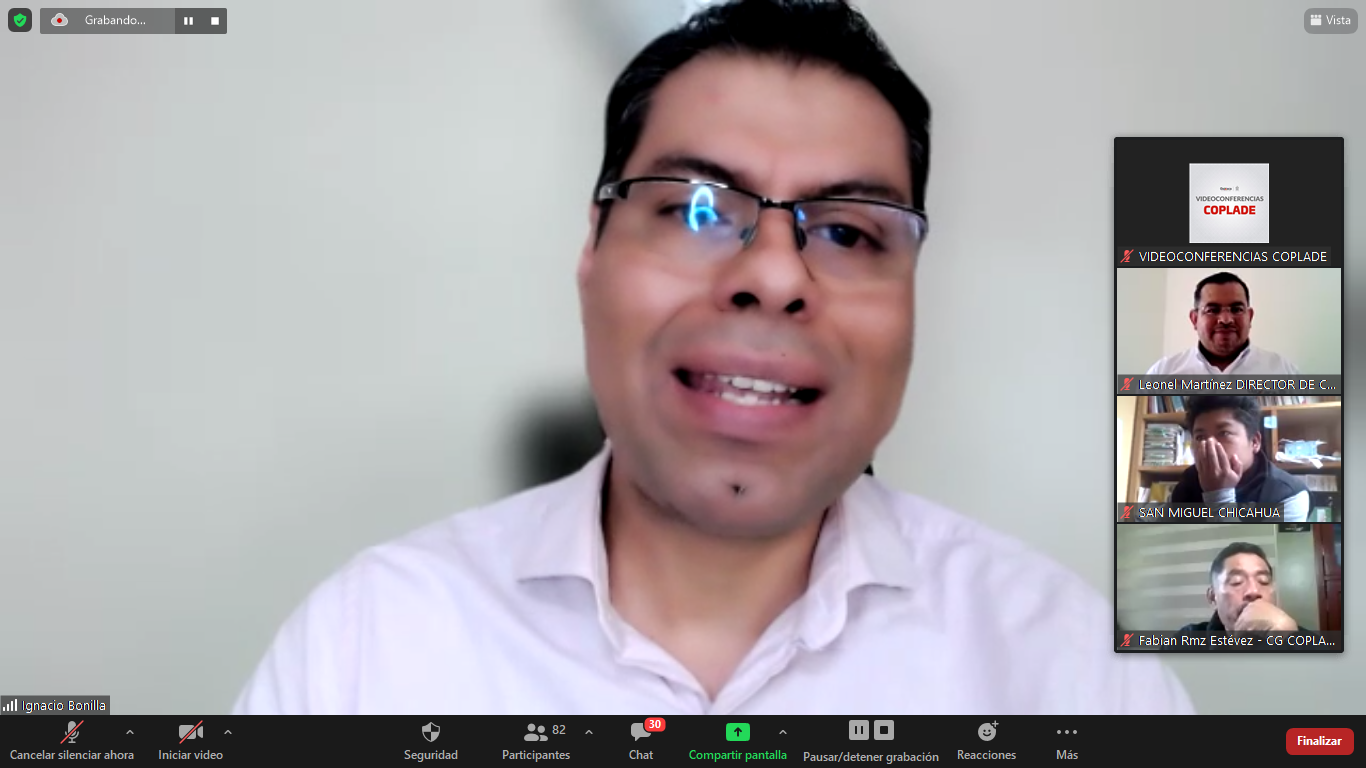 Grabando...
Vista
VIDEOCONFERENCIAS
COPLADE
VIDEOCONFERENCIAS COPLADE
Leonel Martínez DIRECTOR DE C...
SAN MIGUEL CHICAHUA
Fabian Rmz Estévez - CG COPLA...
Ignacio Bonilla
82
30
Cancelar silenciar ahora
Iniciar video
Seguridad
Participantes
Chat
Compartir pantalla
Pausar/detener grabación
Reacciones
Más
Finalizar